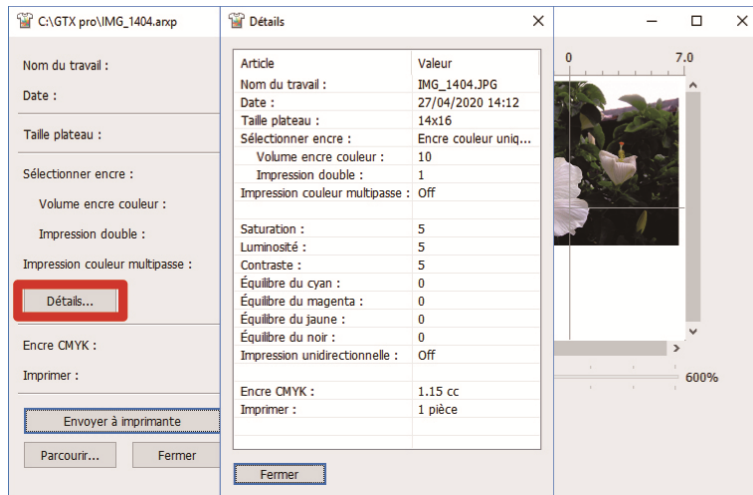 C:\GTX pro\IMG_1404.arxp
Nom du travail :
Date :
Taille plateau :
Sélectionner encre :
Volume encre couleur :
Impression double :
Impression couleur multipasse :
Détails...
Encre CMYK :
Imprimer :
Envoyer à imprimante
Parcourir... Fermer
Détails
Article Valeur
Nom du travail : IMG_1404.JPG
Date : 27/04/2020 14:12
Taille plateau : 14x16
Sélectionner encre : Encre couleur uniq...
Volume encre couleur : 10
Impression double : 1
Impression couleur multipasse : Off
Saturation : 5
Luminosité : 5
Contraste : 5
Équilibre du cyan : 0
Équilibre du magenta : 0
Équilibre du jaune : 0
Équilibre du noir : 0
Impression unidirectionnelle : Off
Encre CMYK : 1.15 cc
Imprimer : 1 pièce
Fermer
0 7.0
600%